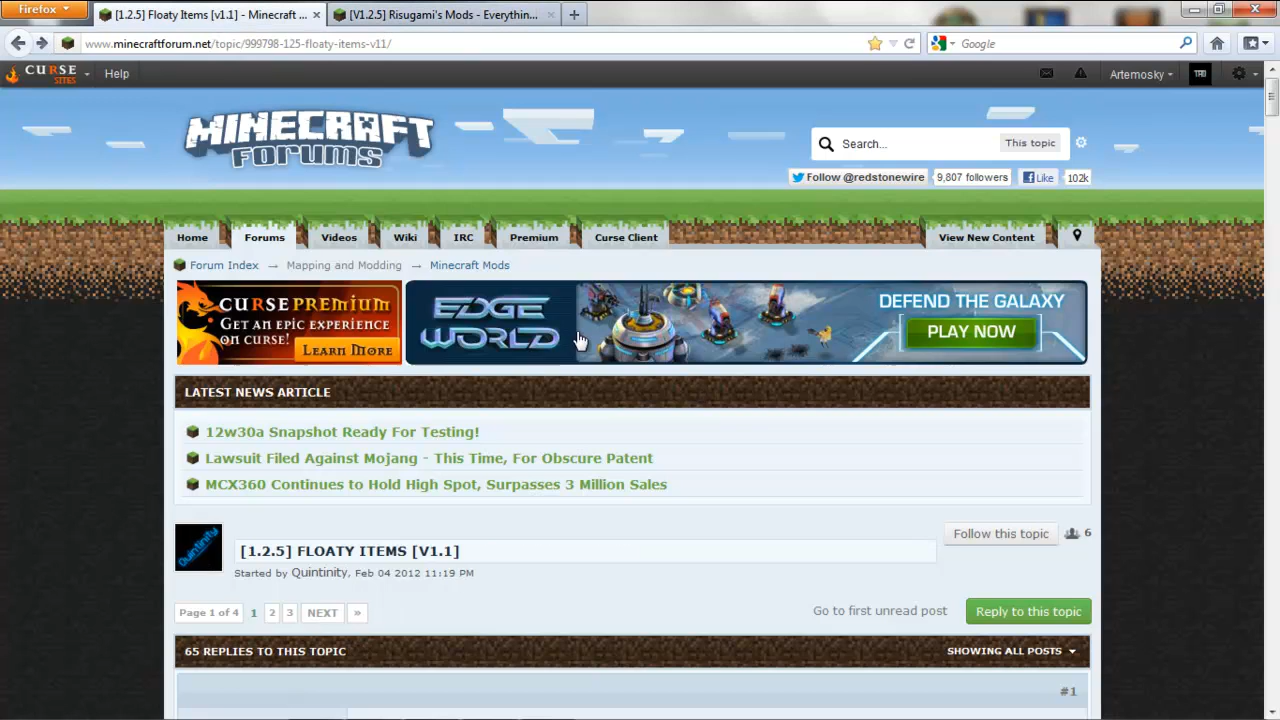 Firefox
[1.2.5] Floaty Items [v1.1] - Minecraft ...
[V1.2.5] Risugami's Mods - Everythin...
www.minecraftforum.net/topic/999798-125-floaty-items-v11/
Google
CURSE
SITES
Help
Artemosky
MINECRAFT
FORUMS
Search...
This topic
Follow @redstonewire
9,807 followers
Like
102k
Home
Forums
Videos
Wiki
IRC
Premium
Curse Client
View New Content
Forum Index → Mapping and Modding → Minecraft Mods
CURSE PREMIUM
GET AN EPIC EXPERIENCE
ON CURSE!
LEARN MORE
EDGE
WORLD
DEFEND THE GALAXY
PLAY NOW
LATEST NEWS ARTICLE
12w30a Snapshot Ready For Testing!
Lawsuit Filed Against Mojang - This Time, For Obscure Patent
MCX360 Continues to Hold High Spot, Surpasses 3 Million Sales
Quintinity
[1.2.5] FLOATY ITEMS [V1.1]
Started by Quintinity, Feb 04 2012 11:19 PM
Follow this topic
6
Page 1 of 4
1
2
3
NEXT
»
Go to first unread post
Reply to this topic
65 REPLIES TO THIS TOPIC
SHOWING ALL POSTS
#1